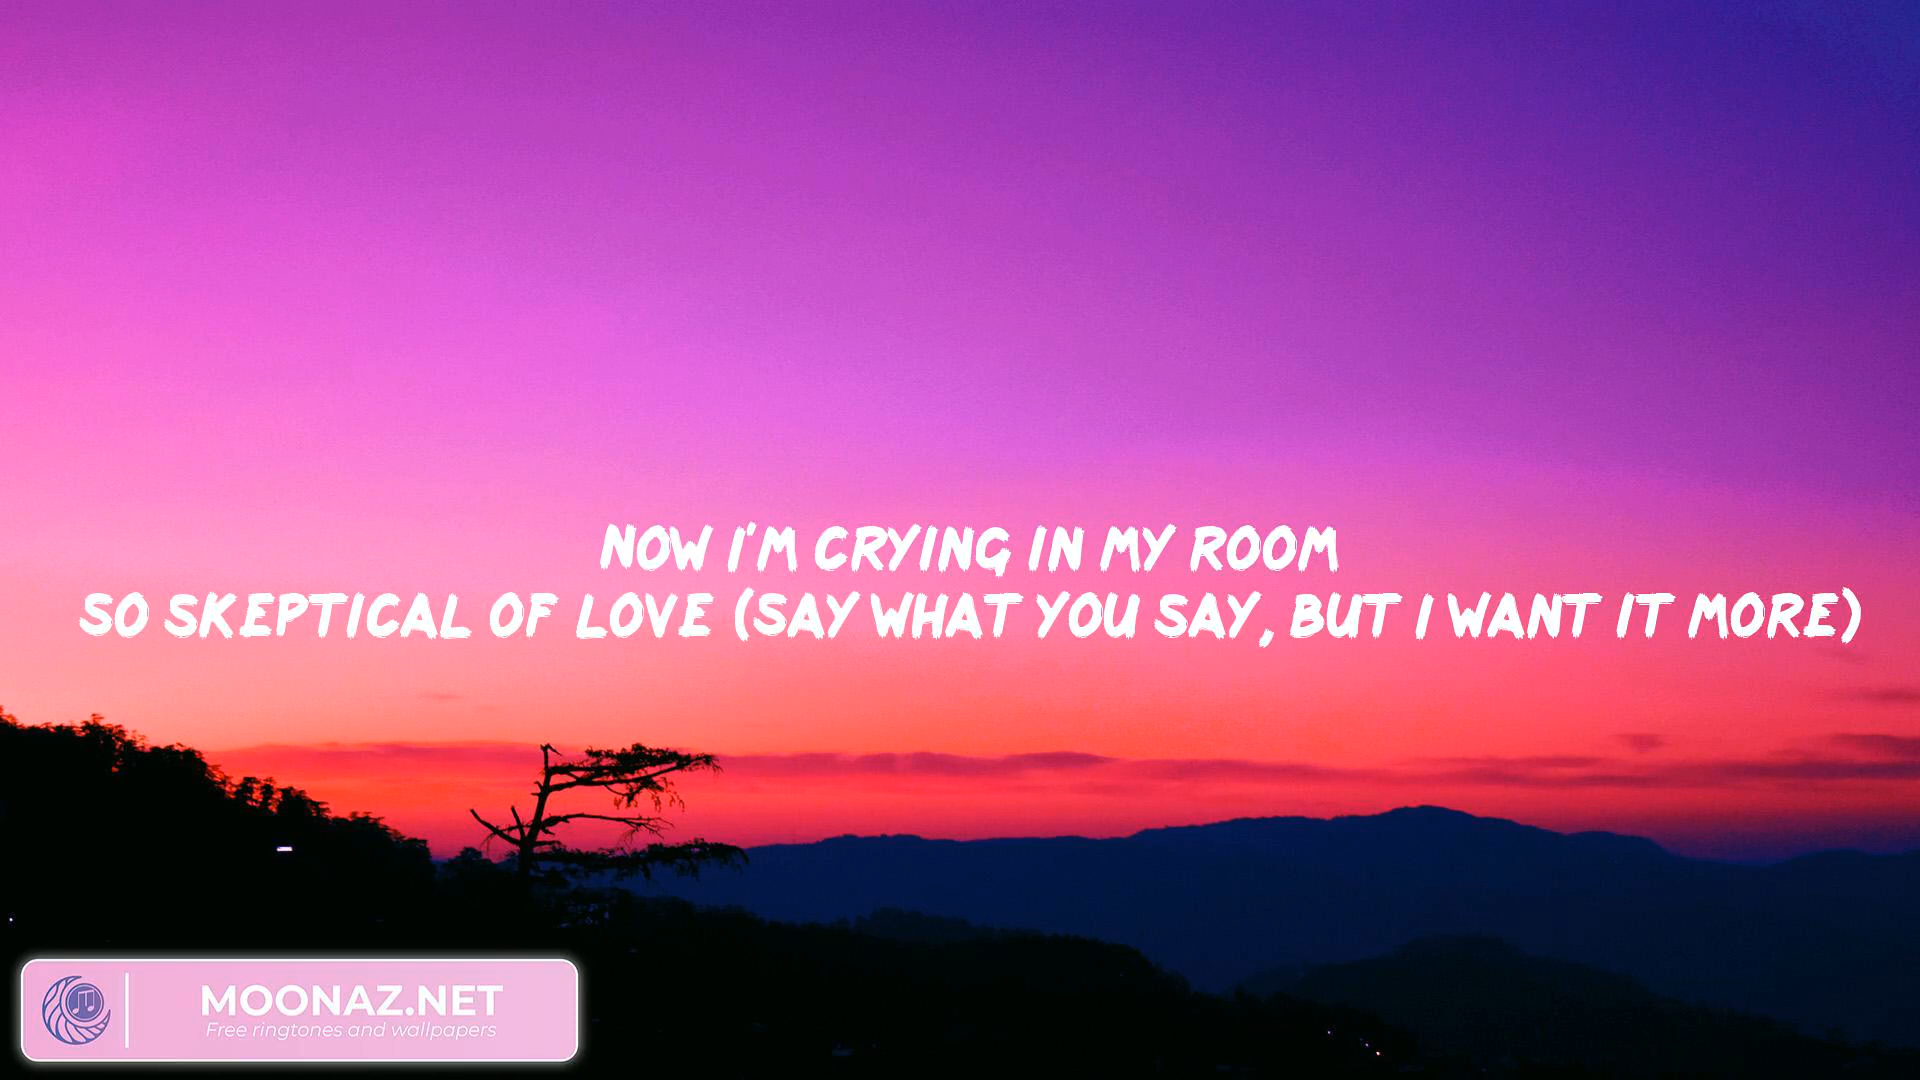 NOW I'M CRYING IN MY ROOM
SO SKEPTICAL OF LOVE (SAY WHAT YOU SAY, BUT I WANT IT MORE)
MOONAZ.NET
Free ringtones and wallpapers